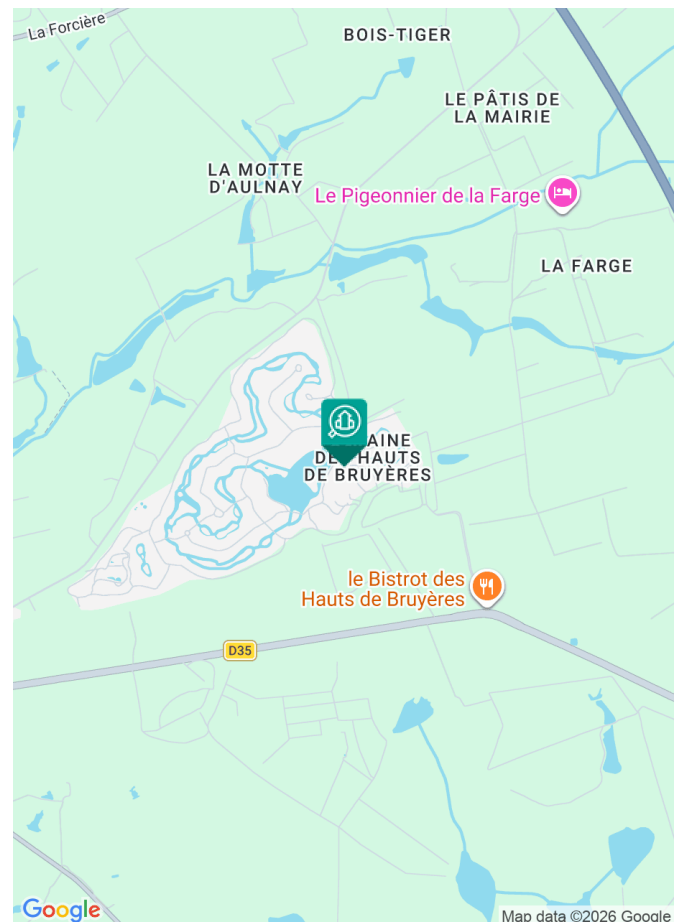 La Forcière
BOIS-TIGER
LE PÂTIS DE
LA MAIRIE
LA MOTTE
D'AULNAY
Le Pigeonnier de la Farge
LA FARGE
AINE
DE HAUTS
DE BRUYÈRES
le Bistrot des
Hauts de Bruyères
D35
Google
Map data ©2026 Google